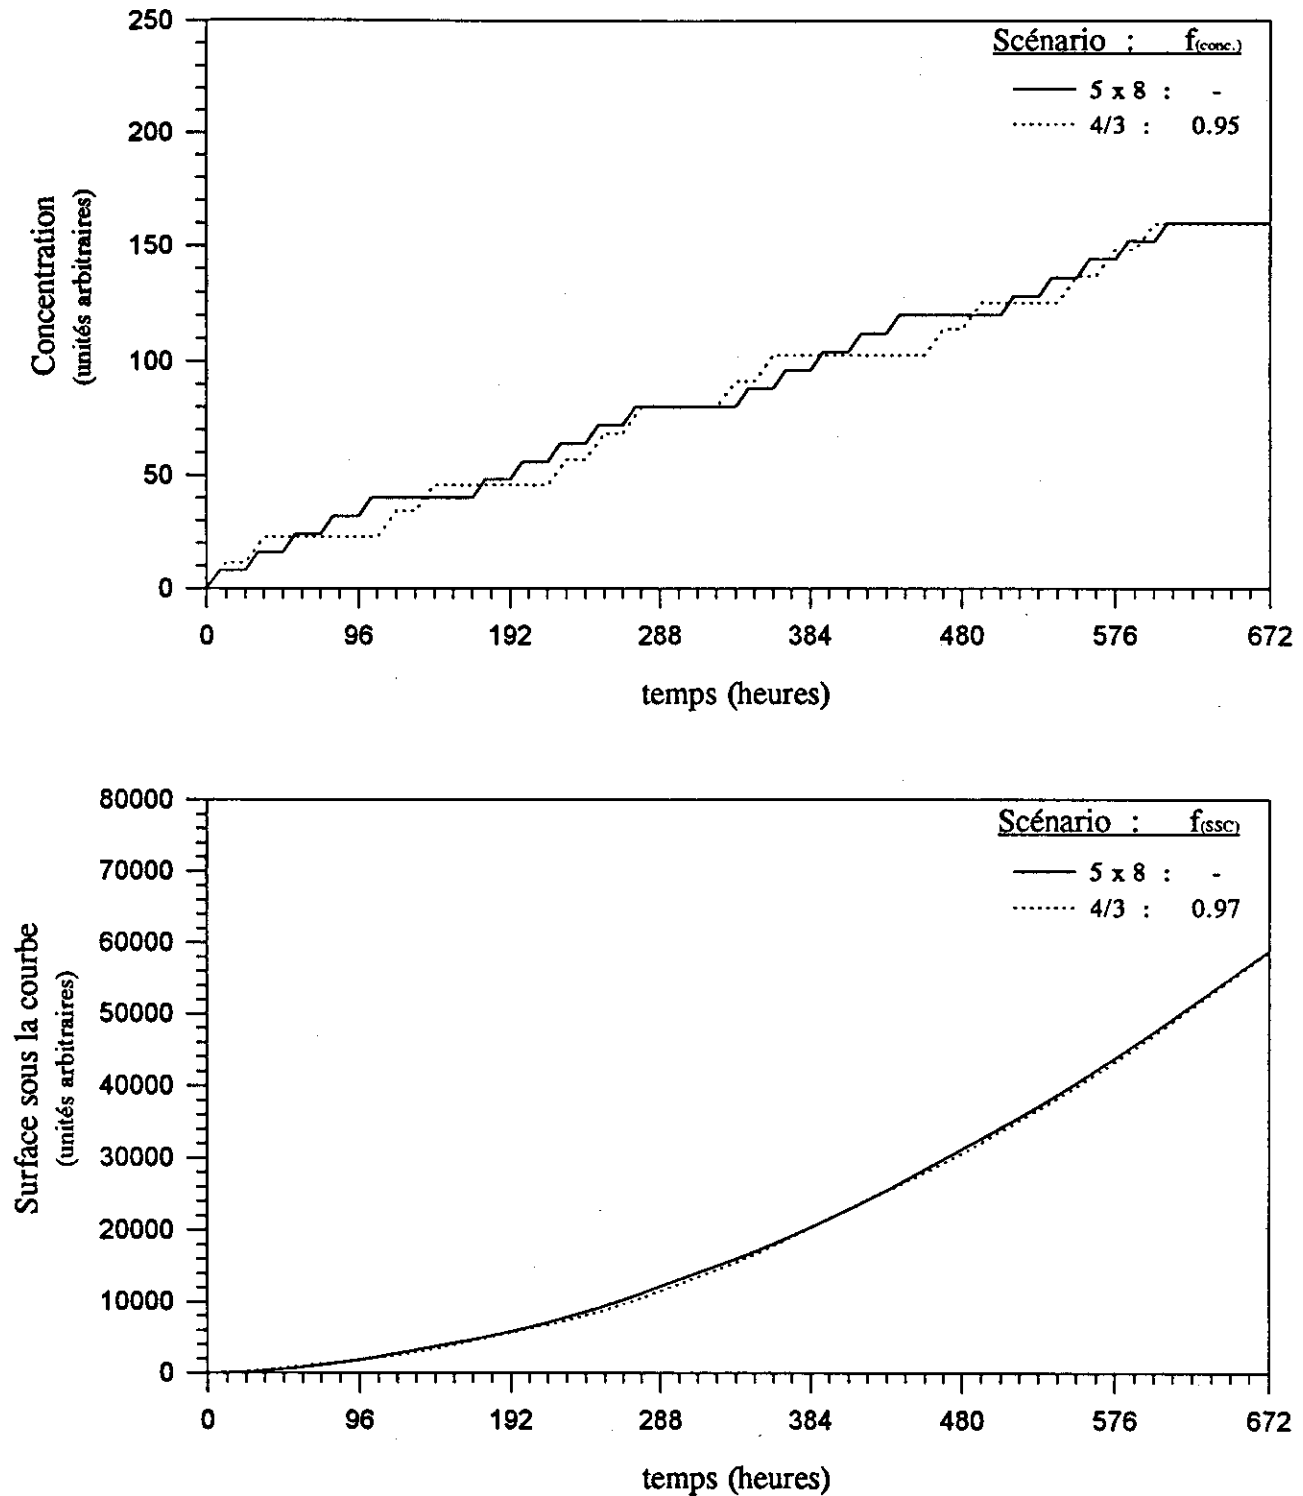 250
200
150
100
50
0
Concentration
(unités arbitraires)
Scénario : f(conc.)
5 x 8 : -
4/3 : 0.95
0 96 192 288 384 480 576 672
temps (heures)
80000
70000
60000
50000
40000
30000
20000
10000
0
Surface sous la courbe
(unités arbitraires)
Scénario : f(SSC)
5 x 8 : -
4/3 : 0.97
0 96 192 288 384 480 576 672
temps (heures)